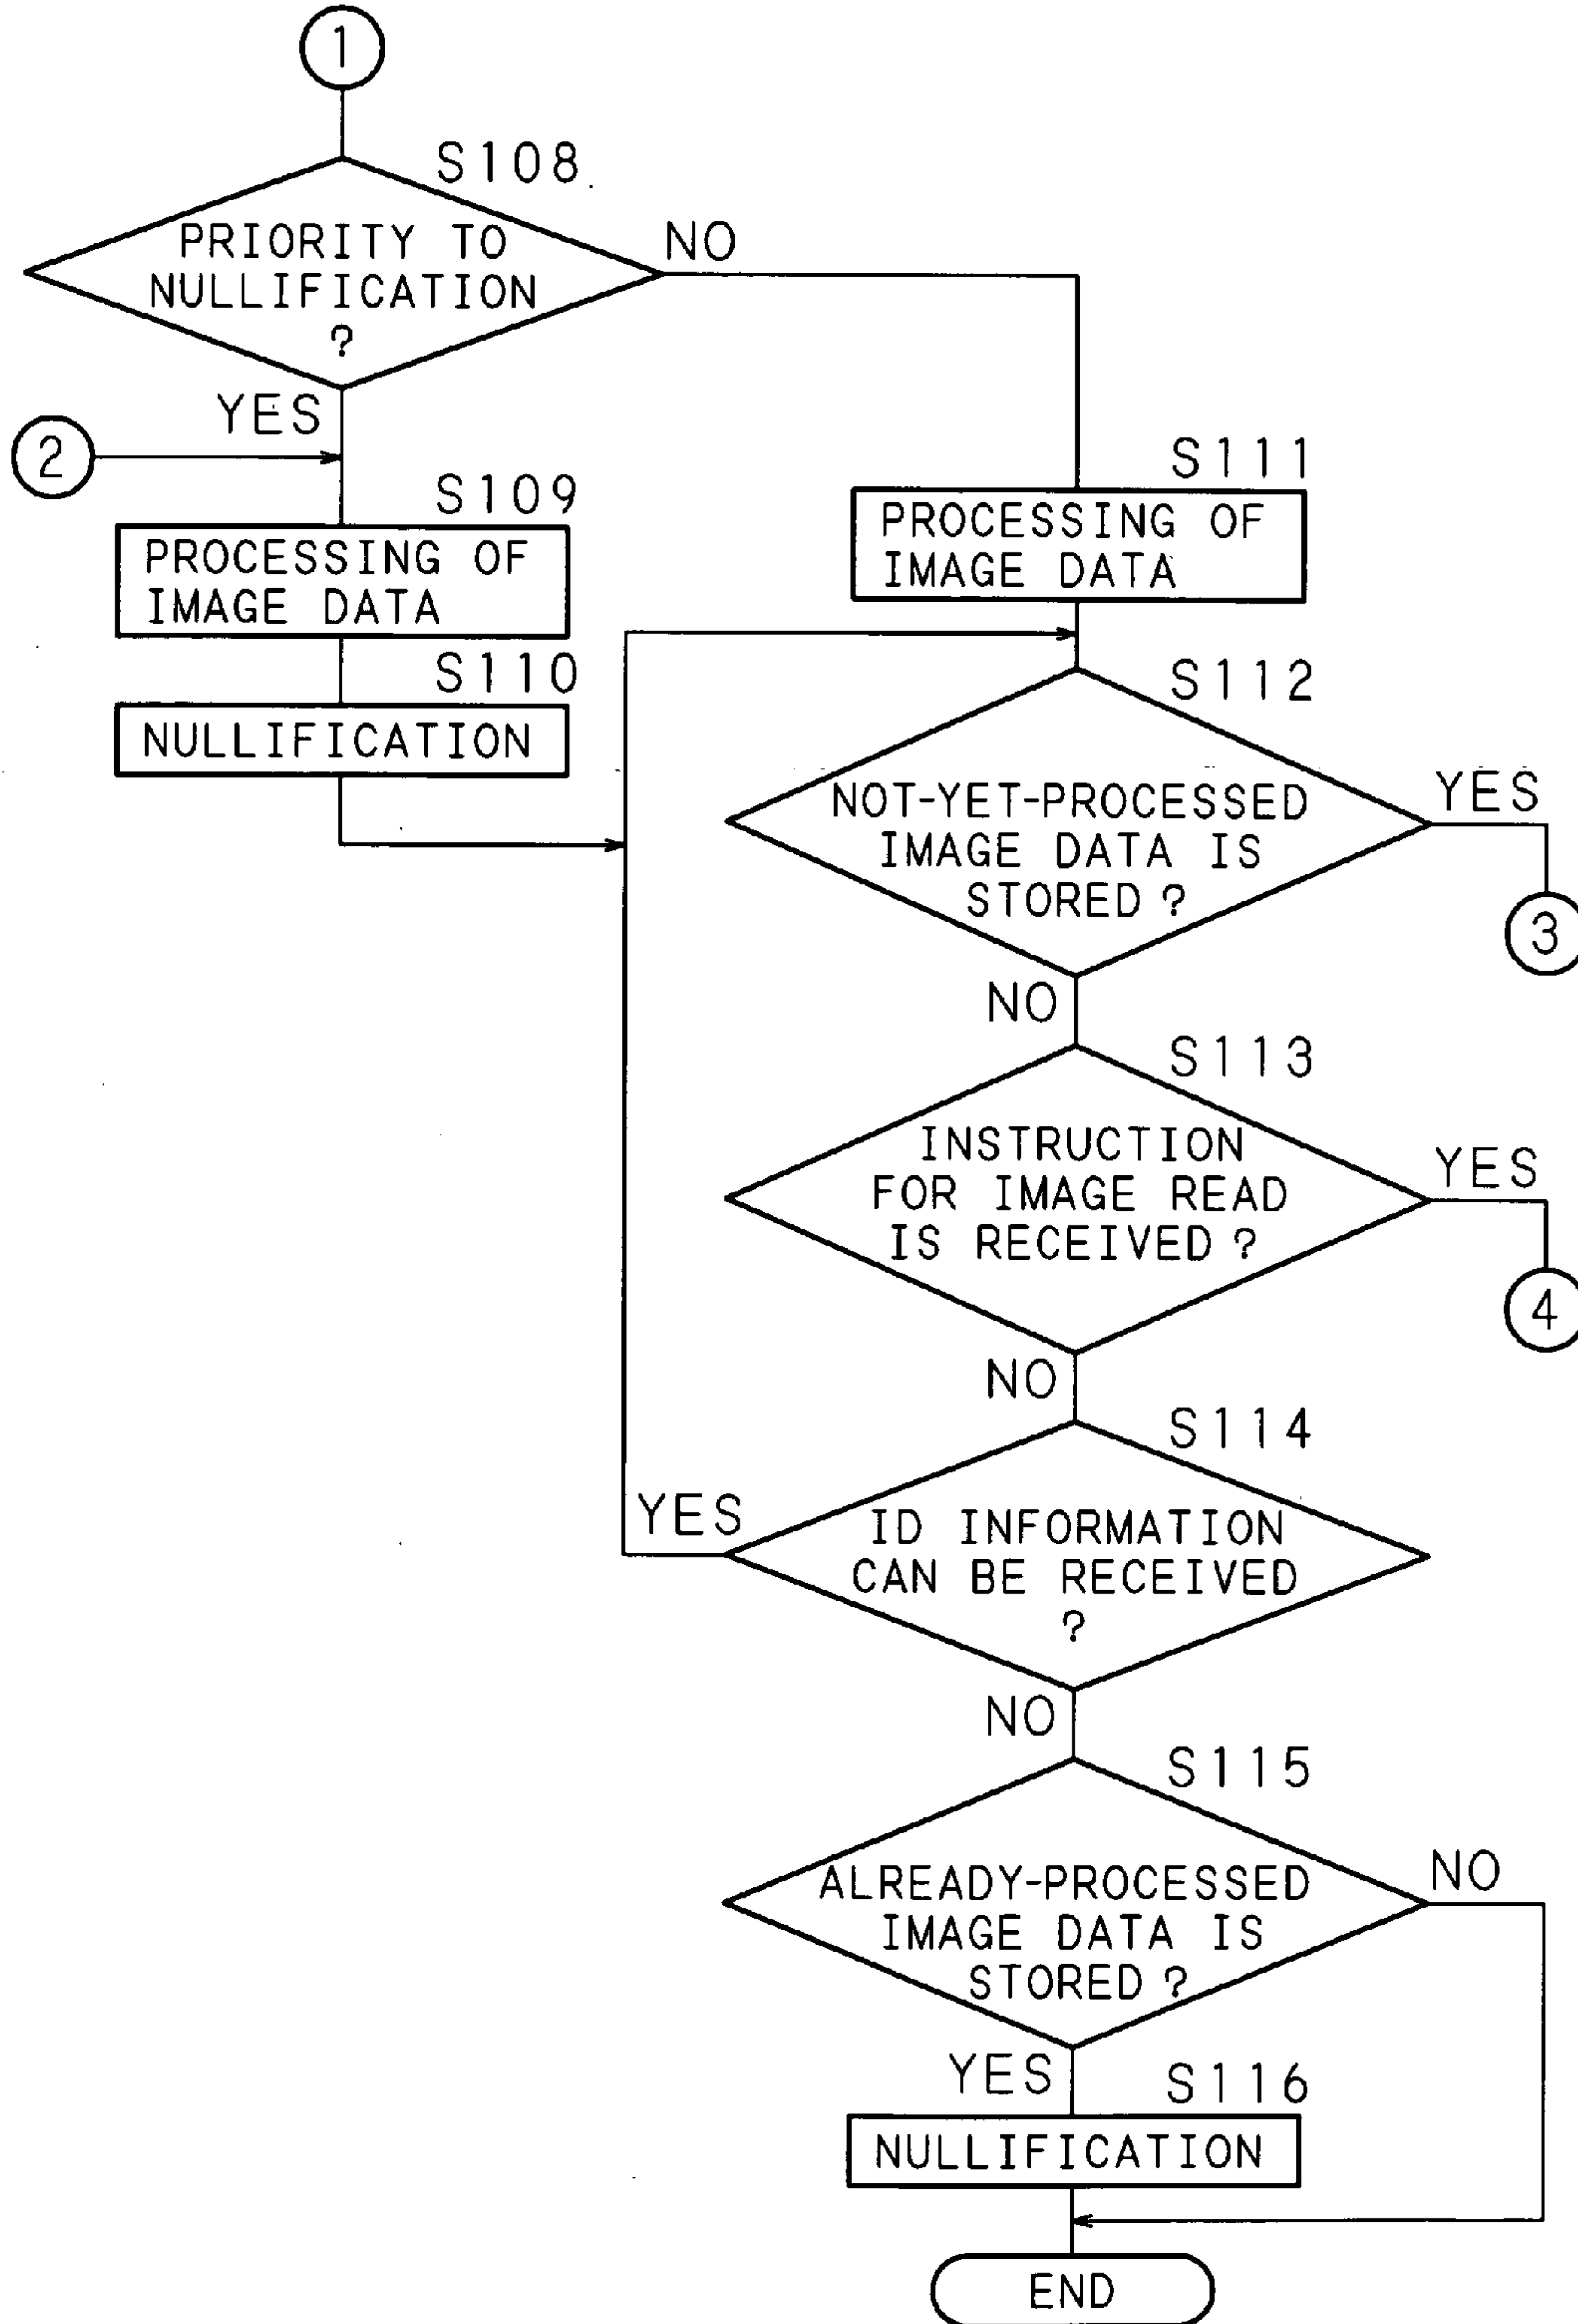 1
S108
PRIORITY TO
NULLIFICATION
?
NO
YES
2
S109
PROCESSING OF
IMAGE DATA
S110
NULLIFICATION
S111
PROCESSING OF
IMAGE DATA
S112
NOT-YET-PROCESSED
IMAGE DATA IS
STORED ?
YES
3
NO
S113
INSTRUCTION
FOR IMAGE READ
IS RECEIVED ?
YES
4
NO
S114
ID INFORMATION
CAN BE RECEIVED
?
YES
NO
S115
ALREADY-PROCESSED
IMAGE DATA IS
STORED ?
NO
YES
S116
NULLIFICATION
END